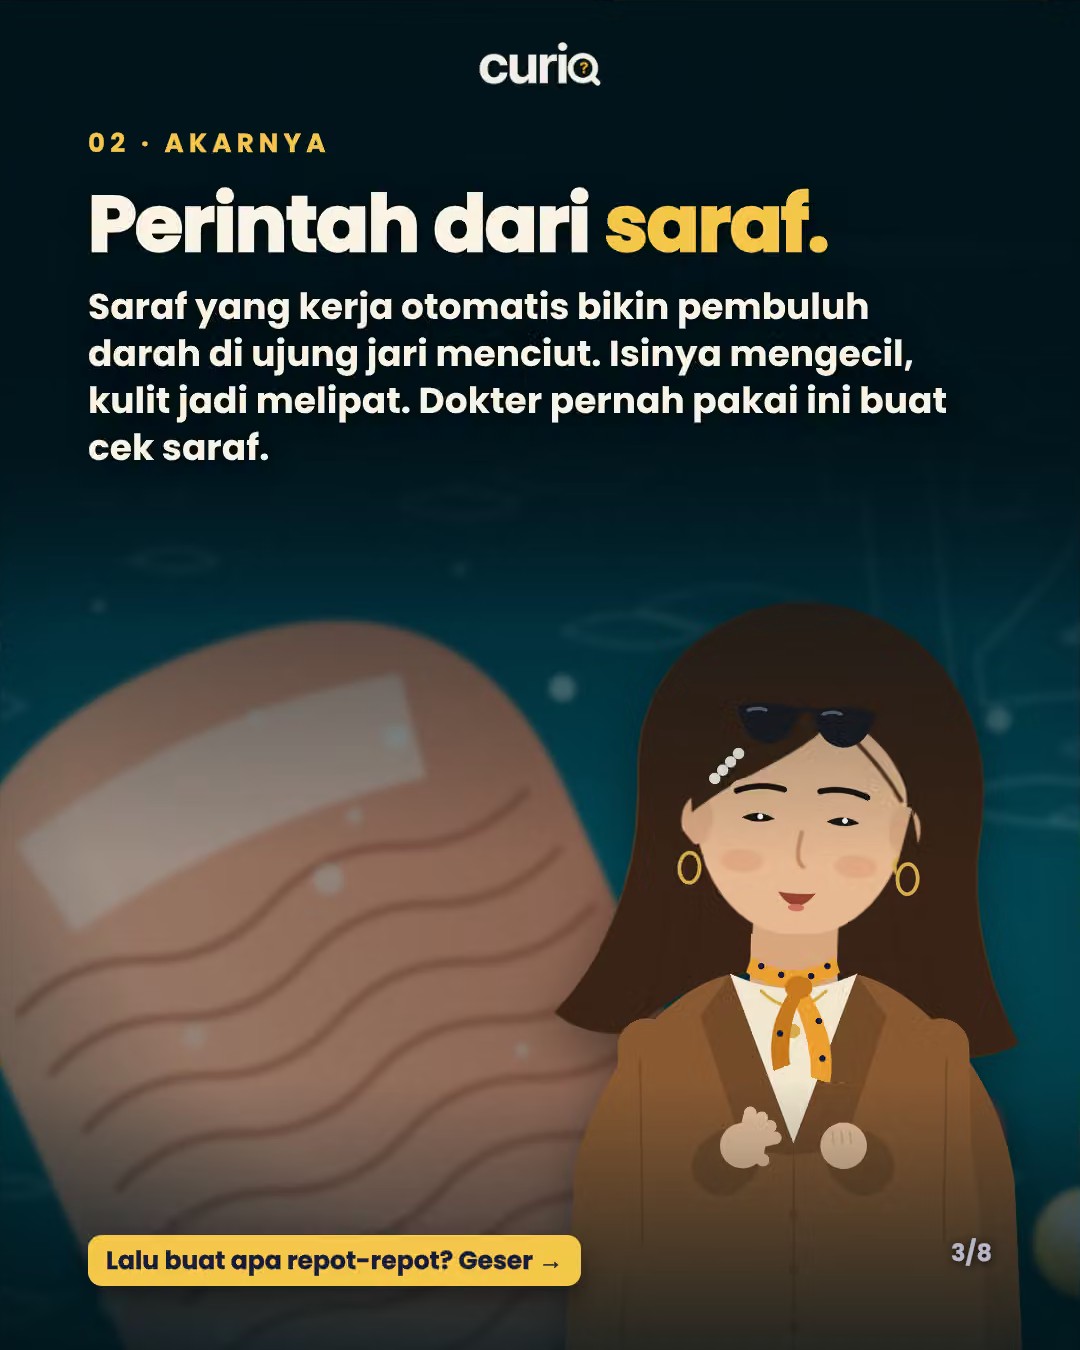 curiQ?
02 · AKARNYA
Perintah dari saraf.
Saraf yang kerja otomatis bikin pembuluh
darah di ujung jari menciut. Isinya mengecil,
kulit jadi melipat. Dokter pernah pakai ini buat
cek saraf.
Lalu buat apa repot-repot? Geser →
3/8